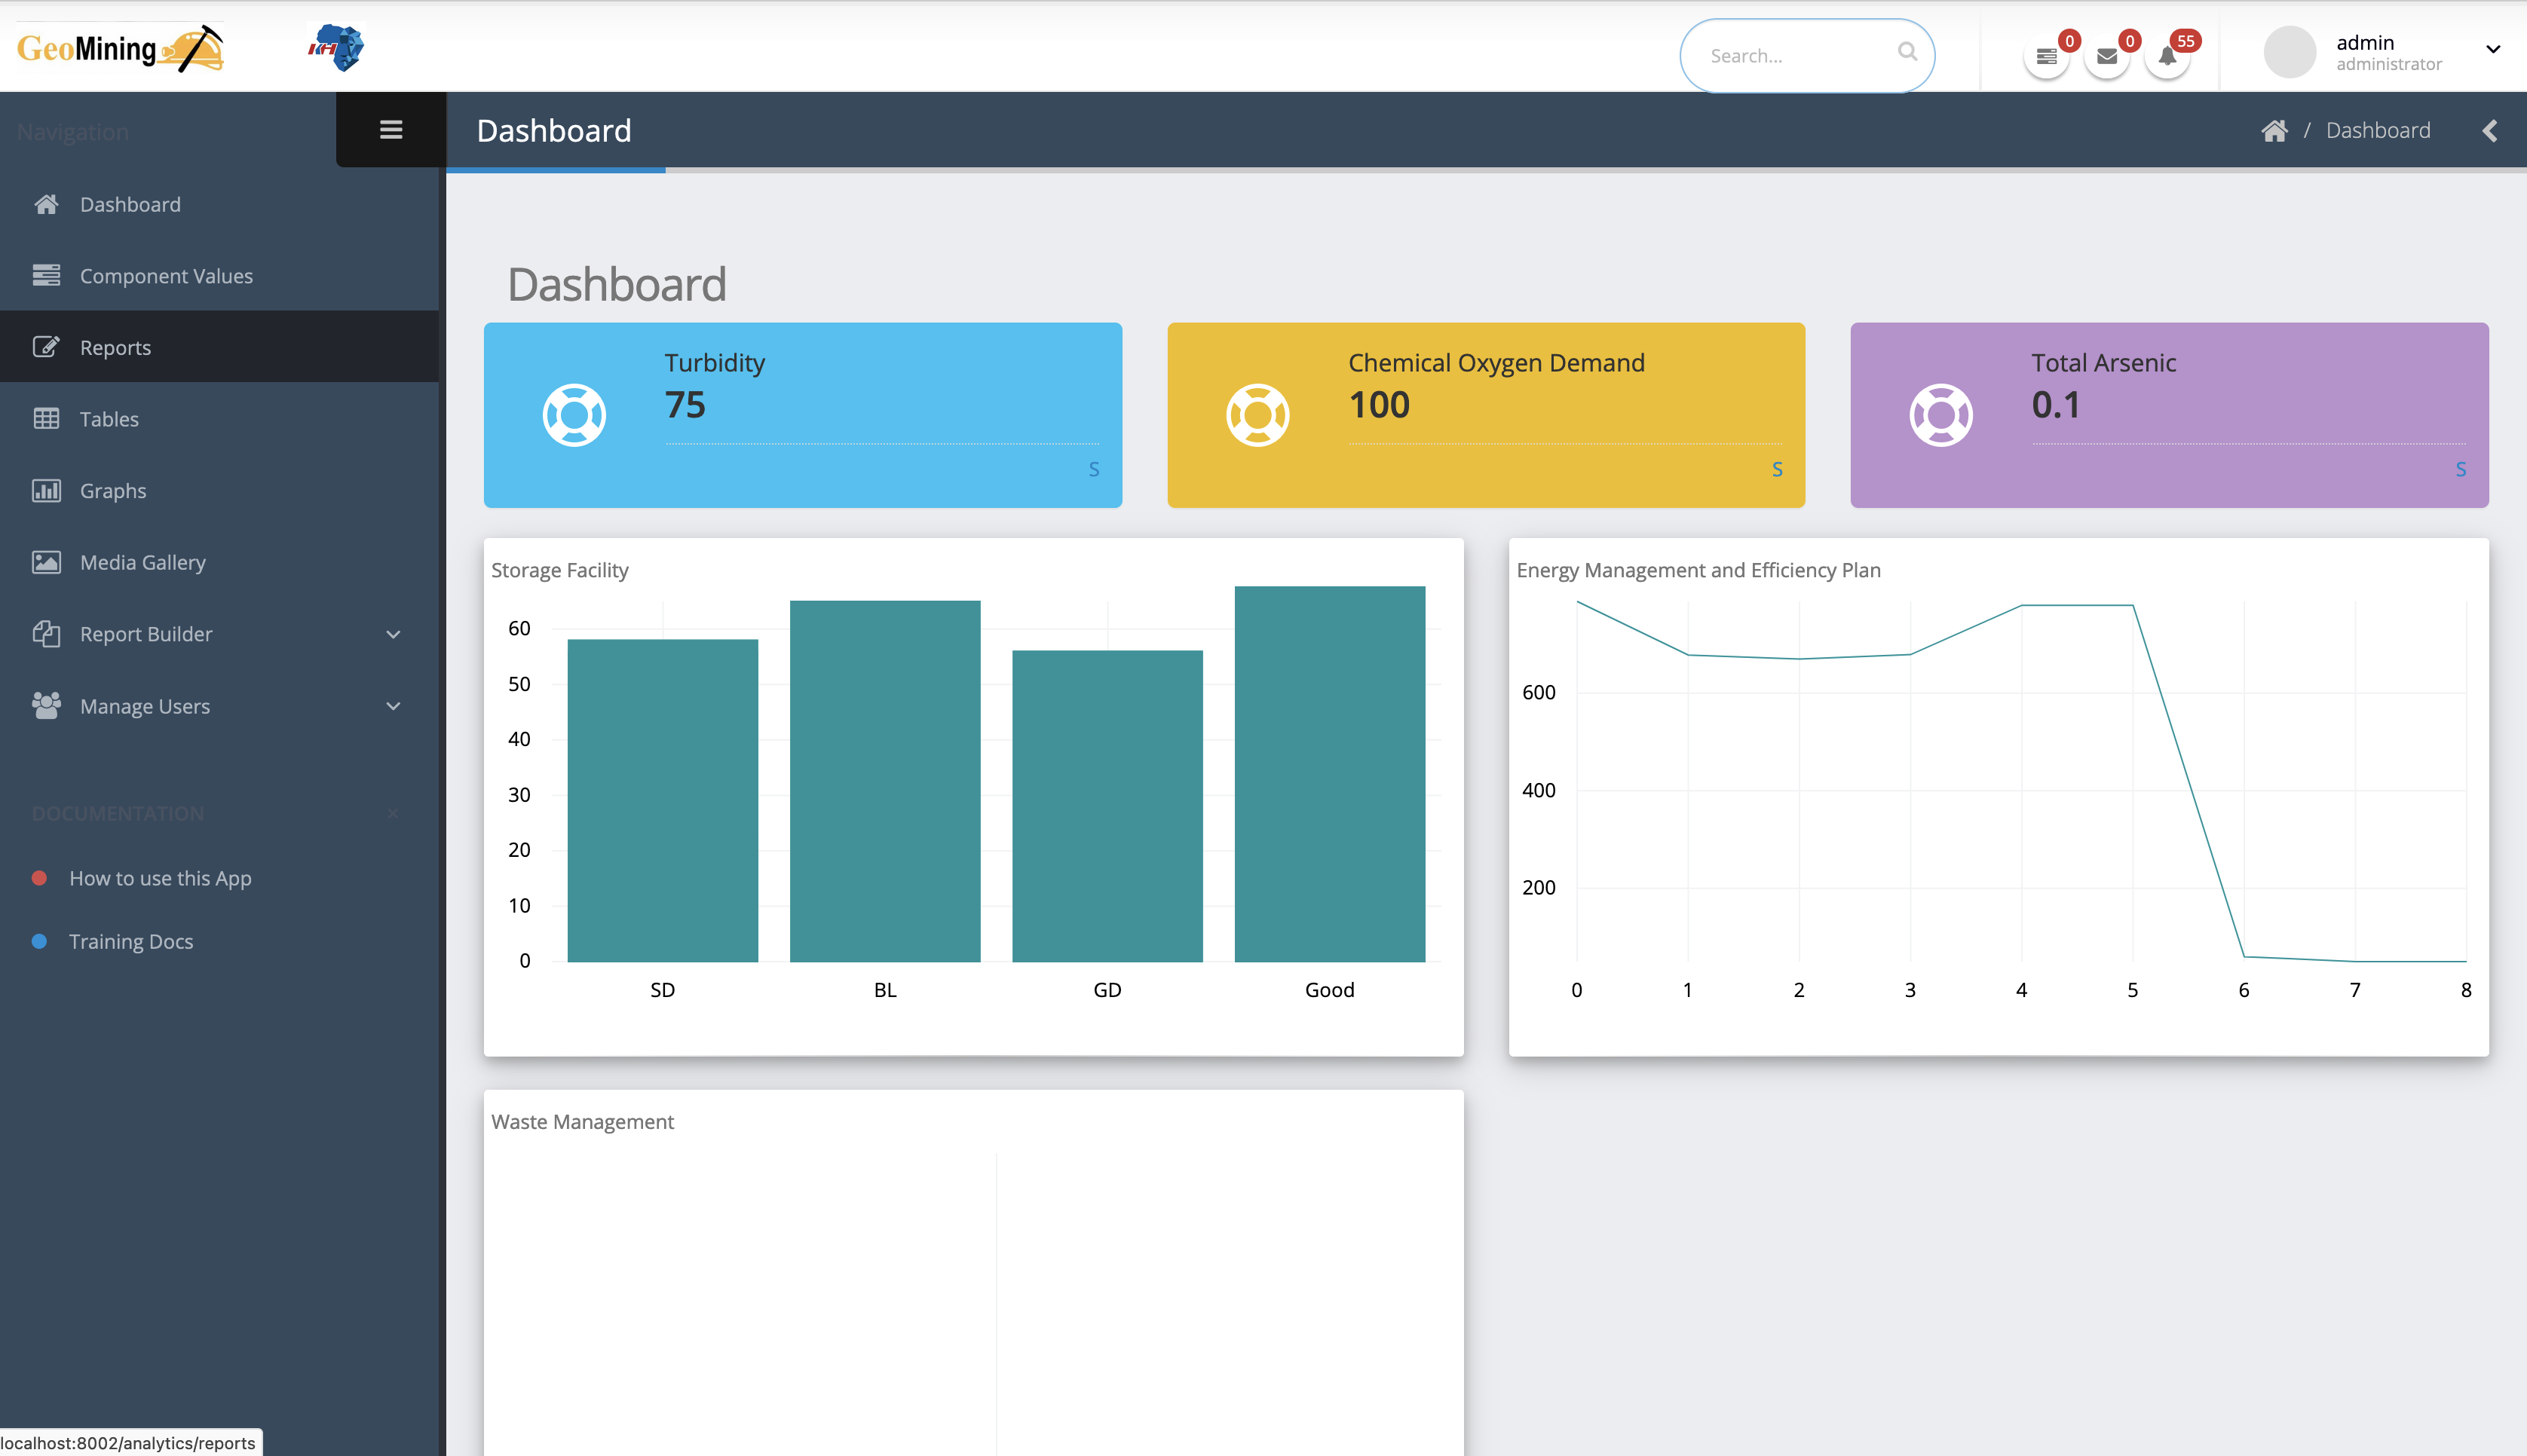 GeoMining
IIH
Search...
0
0
55
admin
administrator
Navigation
Dashboard
/ Dashboard
Dashboard
Component Values
Reports
Tables
Graphs
Media Gallery
Report Builder
Manage Users
DOCUMENTATION
How to use this App
Training Docs
Dashboard
Turbidity
75
S
Chemical Oxygen Demand
100
S
Total Arsenic
0.1
S
Storage Facility
60
50
40
30
20
10
0
SD BL GD Good
Energy Management and Efficiency Plan
600
400
200
0 1 2 3 4 5 6 7 8
Waste Management
localhost:8002/analytics/reports